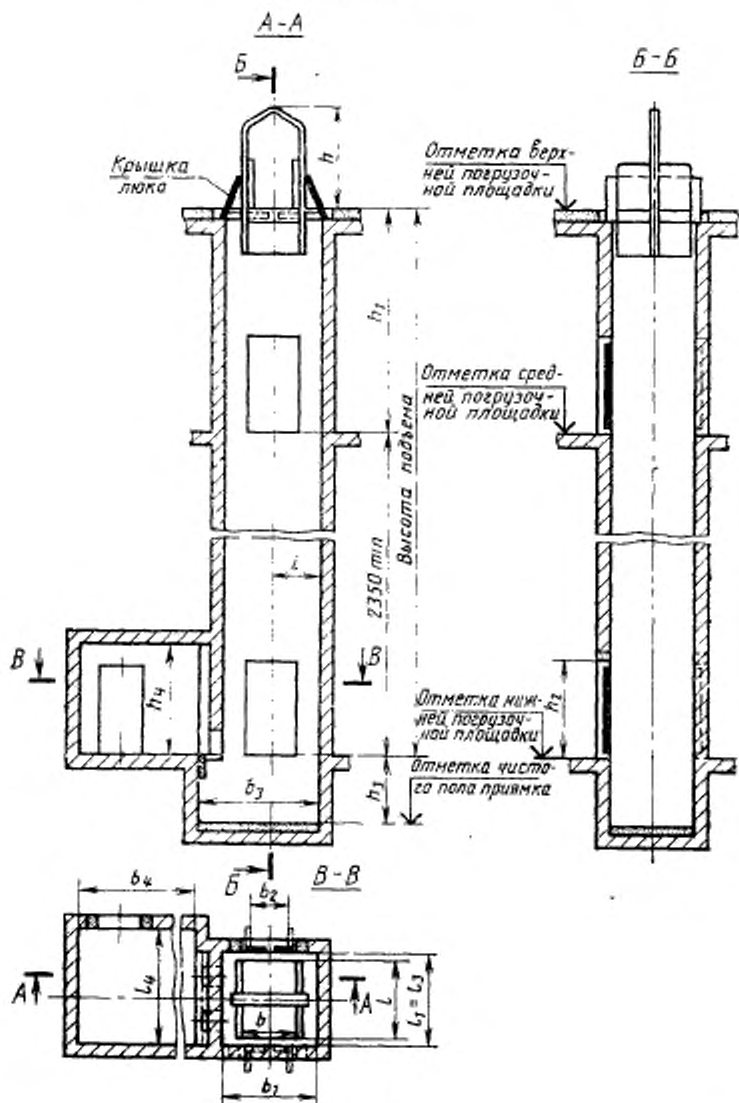 А-А
Б-Б
Б
Крышка
люка
h
Отметка верх-
ней погрузоч-
ной площадки
h₁
Отметка сред-
ней погрузоч-
ной площадки
Высота подъема
2350 min
i
В
В
h₄
h₂
Отметка ниж-
ней погрузоч-
ной площадки
b₃
h₃
Отметка чисто-
го пола приямка
Б
В-В
b₄
b₂
l₄
А
А
l
l₁ = l₃
b
b₁